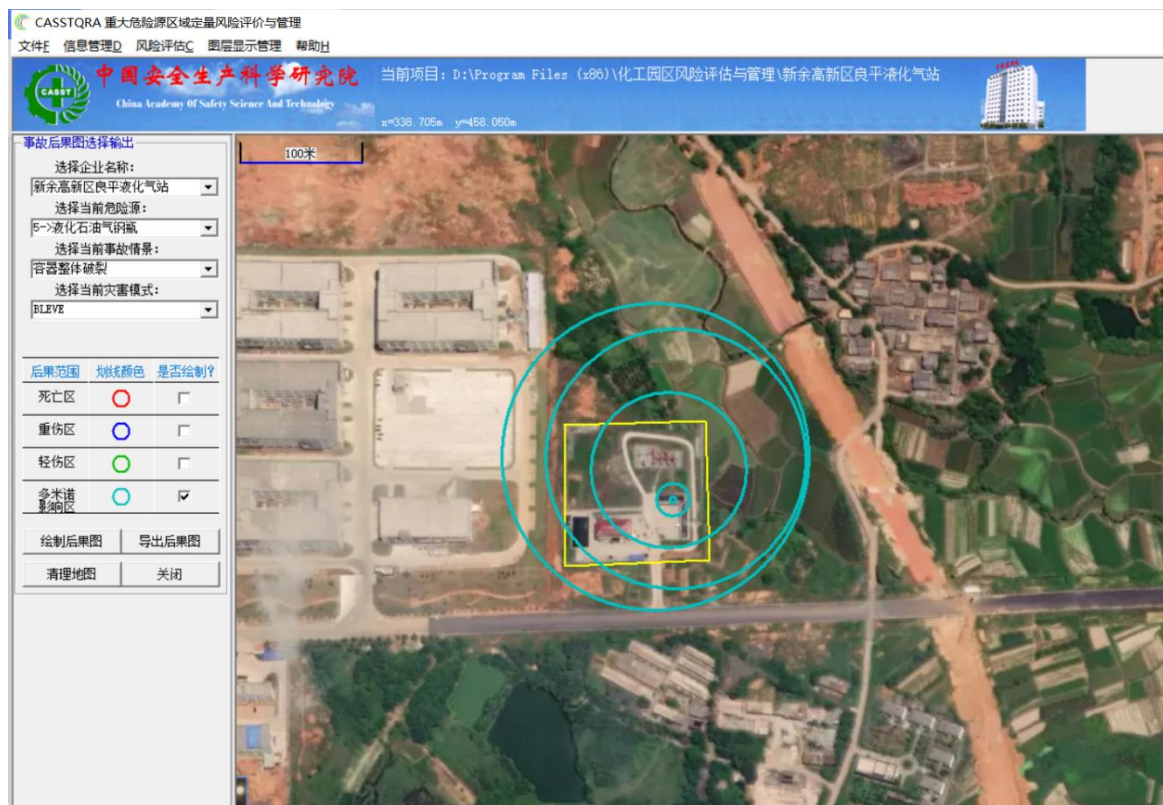 CASSTQRA 重大危险源区域定量风险评价与管理
文件F 信息管理D 风险评估C 图层显示管理 帮助H
中国安全生产科学研究院
China Academy Of Safety Science And Technology
CASST
当前项目: D:\Program Files (x86)\化工园区风险评估与管理\新余高新区良平液化气站
x=338.705m y=458.050m
事故后果图选择输出
选择企业名称:
新余高新区良平液化气站
选择当前危险源:
5->液化石油气钢瓶
选择当前事故情景:
容器整体破裂
选择当前灾害模式:
BLEVE
后果范围 划线颜色 是否绘制?
死亡区
重伤区
轻伤区
多米诺
影响区
绘制后果图 导出后果图
清理地图 关闭
100米